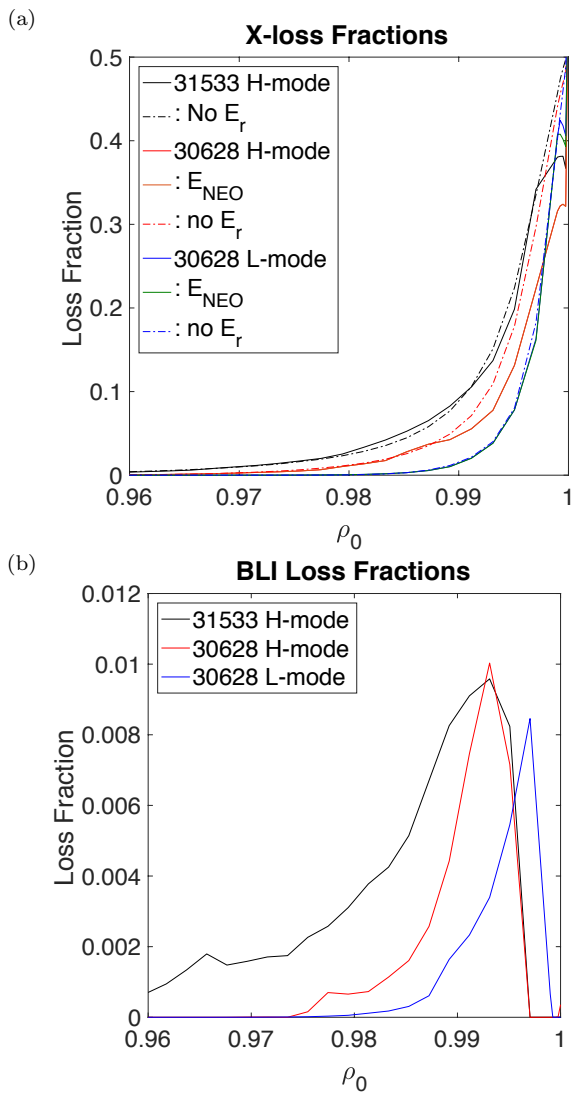 (a)
X-loss Fractions
0.5
0.4
0.3
0.2
0.1
0
Loss Fraction
31533 H-mode
: No E_r
30628 H-mode
: E_NEO
: no E_r
30628 L-mode
: E_NEO
: no E_r
0.96 0.97 0.98 0.99 1
ρ_0
(b)
BLI Loss Fractions
0.012
0.01
0.008
0.006
0.004
0.002
0
Loss Fraction
31533 H-mode
30628 H-mode
30628 L-mode
0.96 0.97 0.98 0.99 1
ρ_0